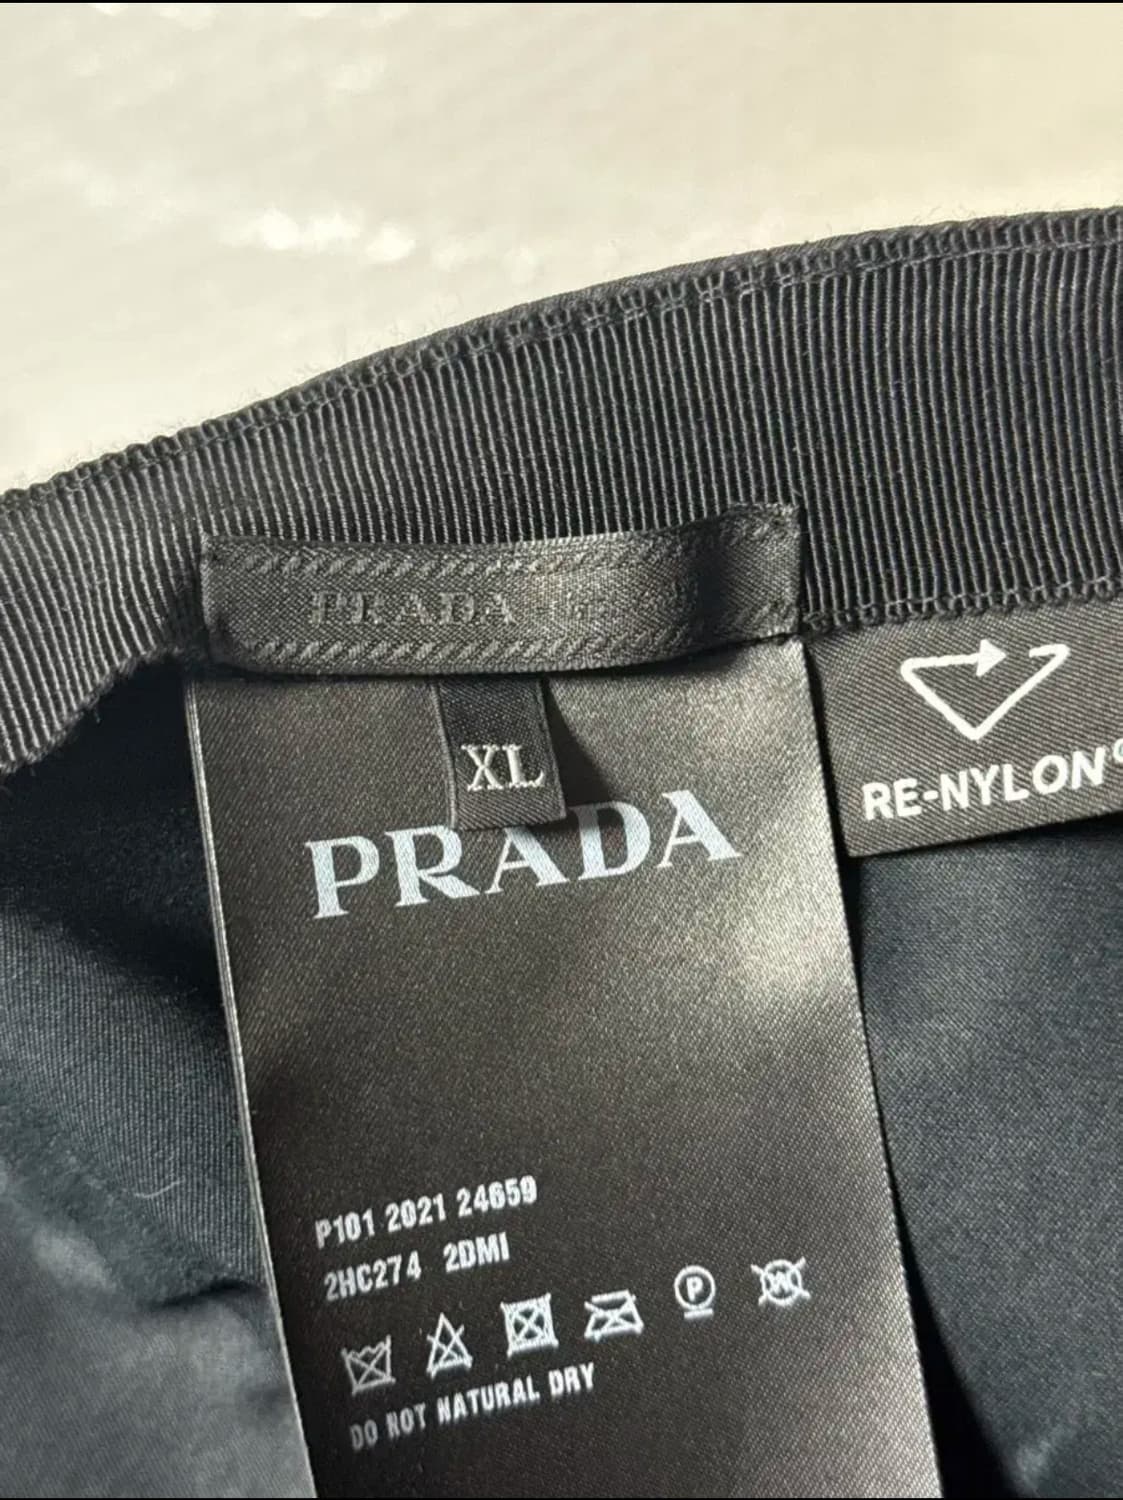 PRADA
XL
PRADA
RE-NYLON
P101 2021 24659
2HC274 2DMI
P
W
DO NOT NATURAL DRY